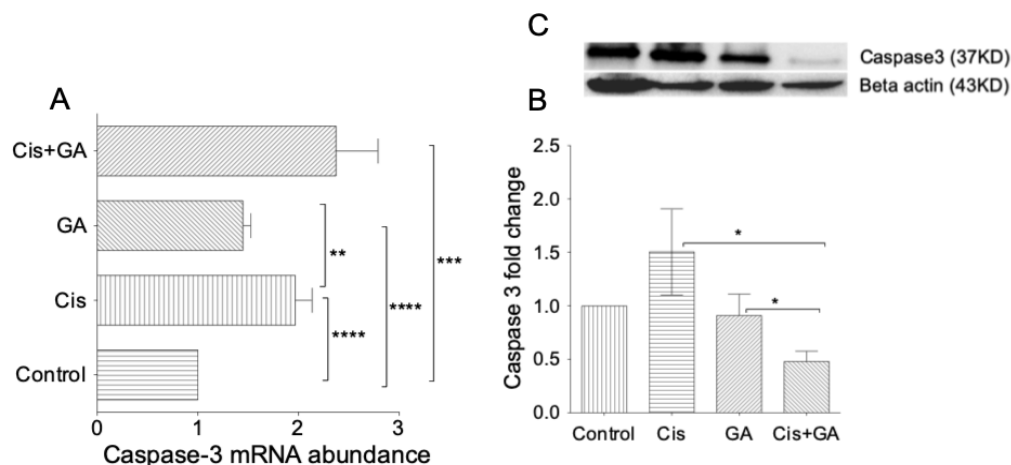 C
Caspase3 (37KD)
Beta actin (43KD)
A
Cis+GA
GA
Cis
Control
**
****
****
***
0 1 2 3
Caspase-3 mRNA abundance
B
Caspase 3 fold change
2.5
2.0
1.5
1.0
0.5
0.0
*
*
Control Cis GA Cis+GA